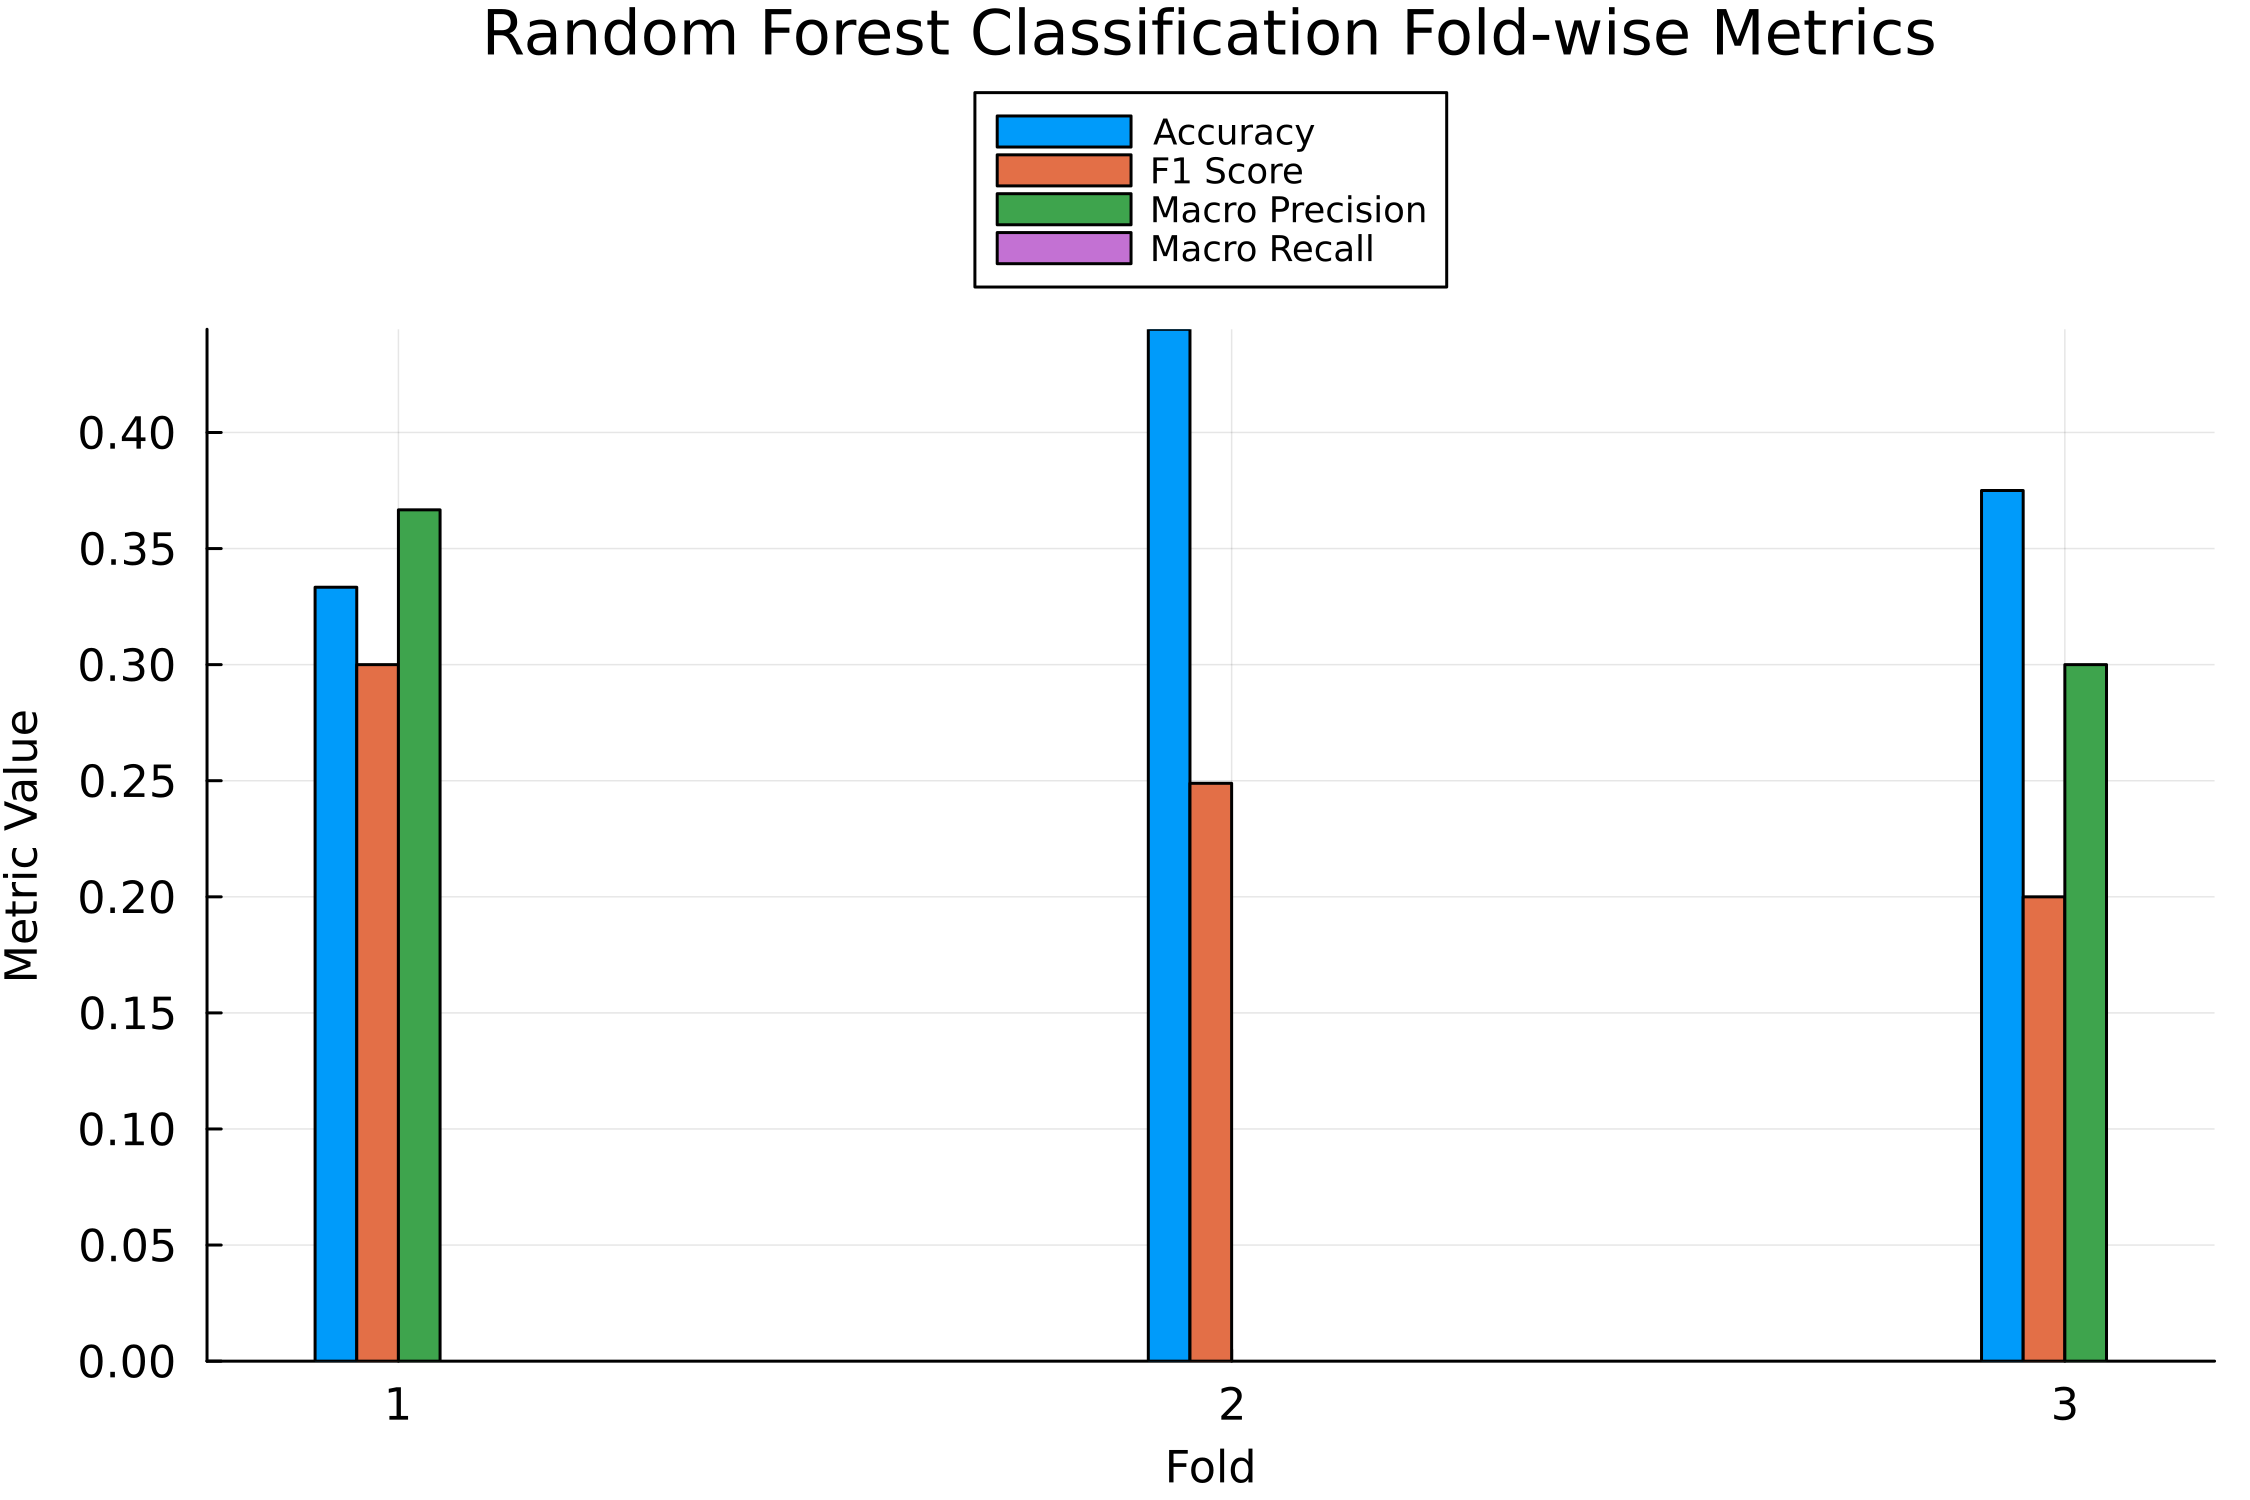 Random Forest Classification Fold-wise Metrics
Accuracy
F1 Score
Macro Precision
Macro Recall
0.40
0.35
0.30
0.25
0.20
0.15
0.10
0.05
0.00
Metric Value
1 2 3
Fold